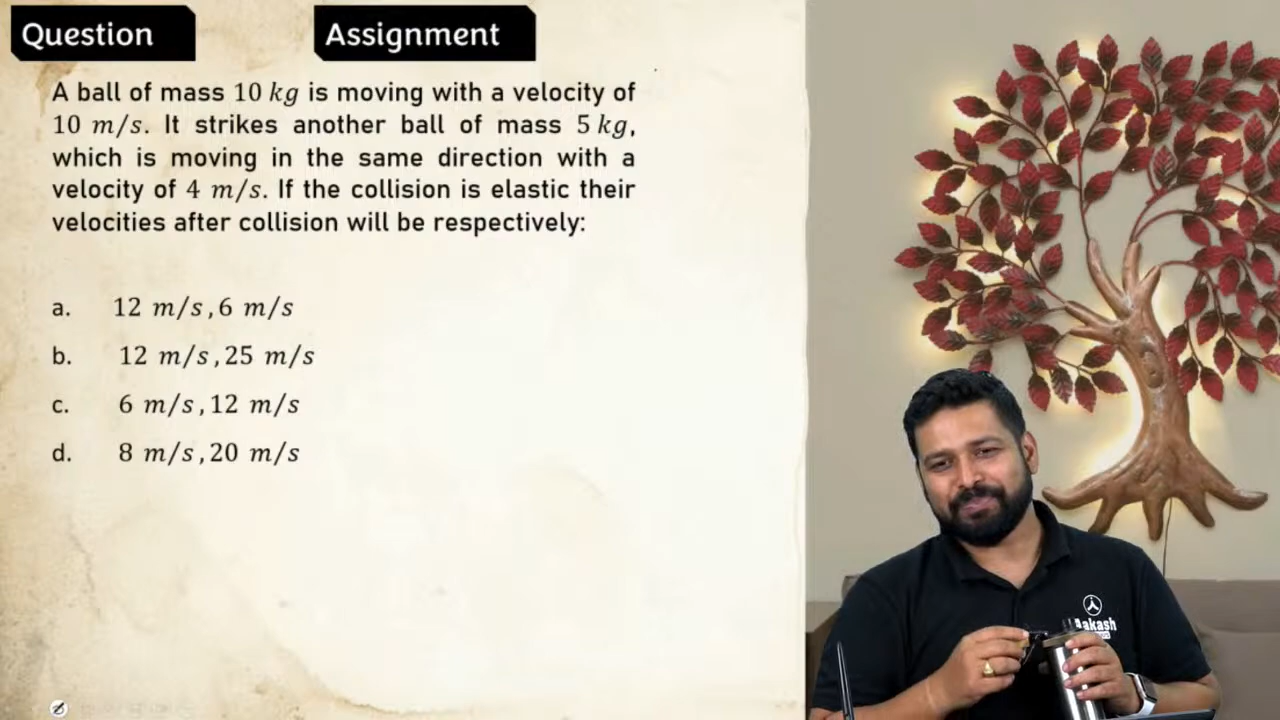 Question
Assignment
A ball of mass 10 kg is moving with a velocity of
10 m/s. It strikes another ball of mass 5 kg,
which is moving in the same direction with a
velocity of 4 m/s. If the collision is elastic their
velocities after collision will be respectively:
a. 12 m/s, 6 m/s
b. 12 m/s, 25 m/s
c. 6 m/s, 12 m/s
d. 8 m/s, 20 m/s
Aakash